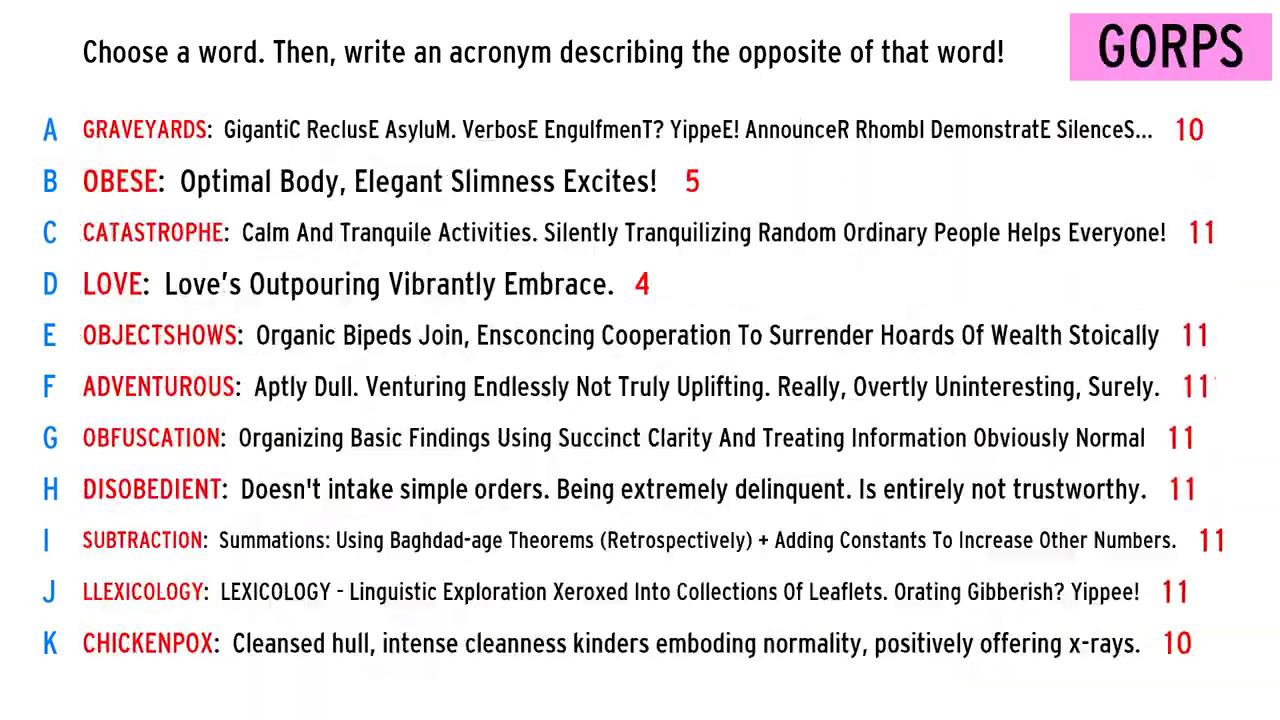 Choose a word. Then, write an acronym describing the opposite of that word! GORPS
A GRAVEYARDS: GigantiC ReclusE AsyluM. VerbosE EngulfmenT? YippeE! AnnounceR RhombI DemonstratE SilenceS... 10
B OBESE: Optimal Body, Elegant Slimness Excites! 5
C CATASTROPHE: Calm And Tranquile Activities. Silently Tranquilizing Random Ordinary People Helps Everyone! 11
D LOVE: Love's Outpouring Vibrantly Embrace. 4
E OBJECTSHOWS: Organic Bipeds Join, Ensconcing Cooperation To Surrender Hoards Of Wealth Stoically 11
F ADVENTUROUS: Aptly Dull. Venturing Endlessly Not Truly Uplifting. Really, Overtly Uninteresting, Surely. 11
G OBFUSCATION: Organizing Basic Findings Using Succinct Clarity And Treating Information Obviously Normal 11
H DISOBEDIENT: Doesn't intake simple orders. Being extremely delinquent. Is entirely not trustworthy. 11
I SUBTRACTION: Summations: Using Baghdad-age Theorems (Retrospectively) + Adding Constants To Increase Other Numbers. 11
J LLEXICOLOGY: LEXICOLOGY - Linguistic Exploration Xeroxed Into Collections Of Leaflets. Orating Gibberish? Yippee! 11
K CHICKENPOX: Cleansed hull, intense cleanness kinders emboding normality, positively offering x-rays. 10